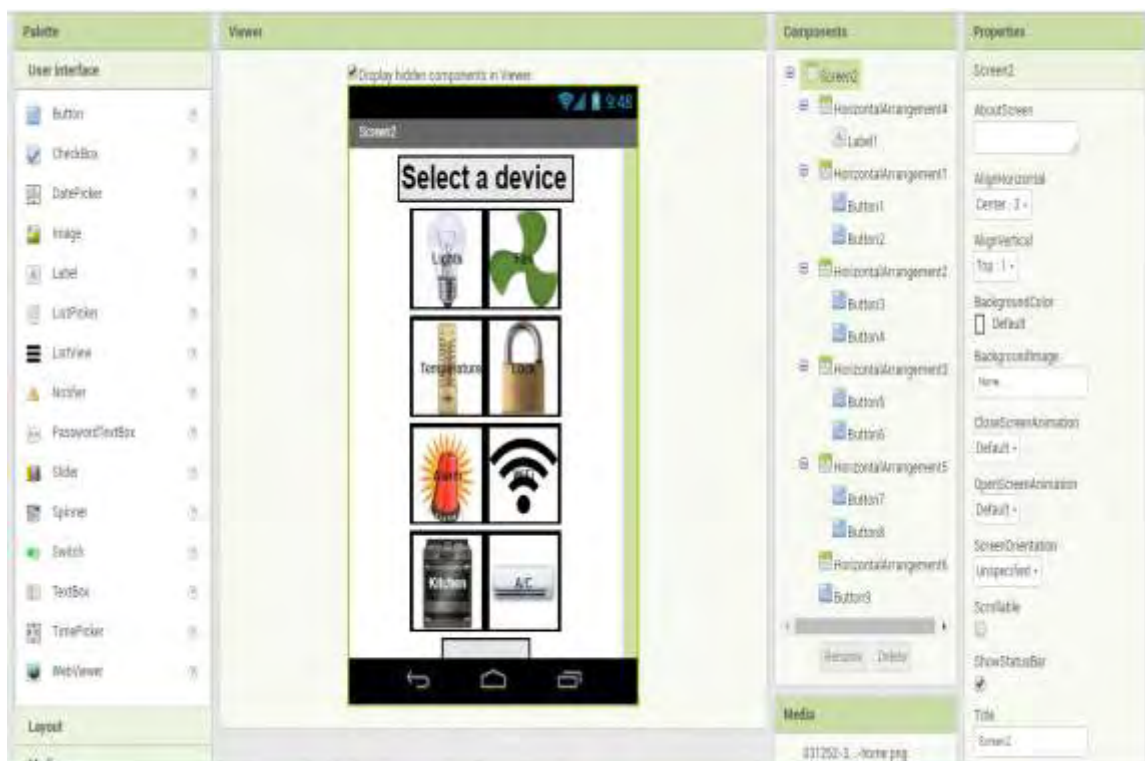 Palette
User Interface
Button
CheckBox
DatePicker
Image
Label
ListPicker
ListView
Notifier
PasswordTextBox
Slider
Spinner
Switch
TextBox
TimePicker
WebViewer
Layout
Viewer
Display hidden components in Viewer
9:48
Screen2
Select a device
Lights
Fan
Temperature
Lock
Alarm
Kitchen
A/C
Components
Screen2
HorizontalArrangement4
Label1
HorizontalArrangement1
Button1
Button2
HorizontalArrangement2
Button3
Button4
HorizontalArrangement3
Button5
Button6
HorizontalArrangement5
Button7
Button8
HorizontalArrangement6
Button9
Rename Delete
Media
Properties
Screen2
AboutScreen
AlignHorizontal
Center : 3
AlignVertical
Top : 1
BackgroundColor
Default
BackgroundImage
None
CloseScreenAnimation
Default
OpenScreenAnimation
Default
ScreenOrientation
Unspecified
Scrollable
ShowStatusBar
Title
Screen2